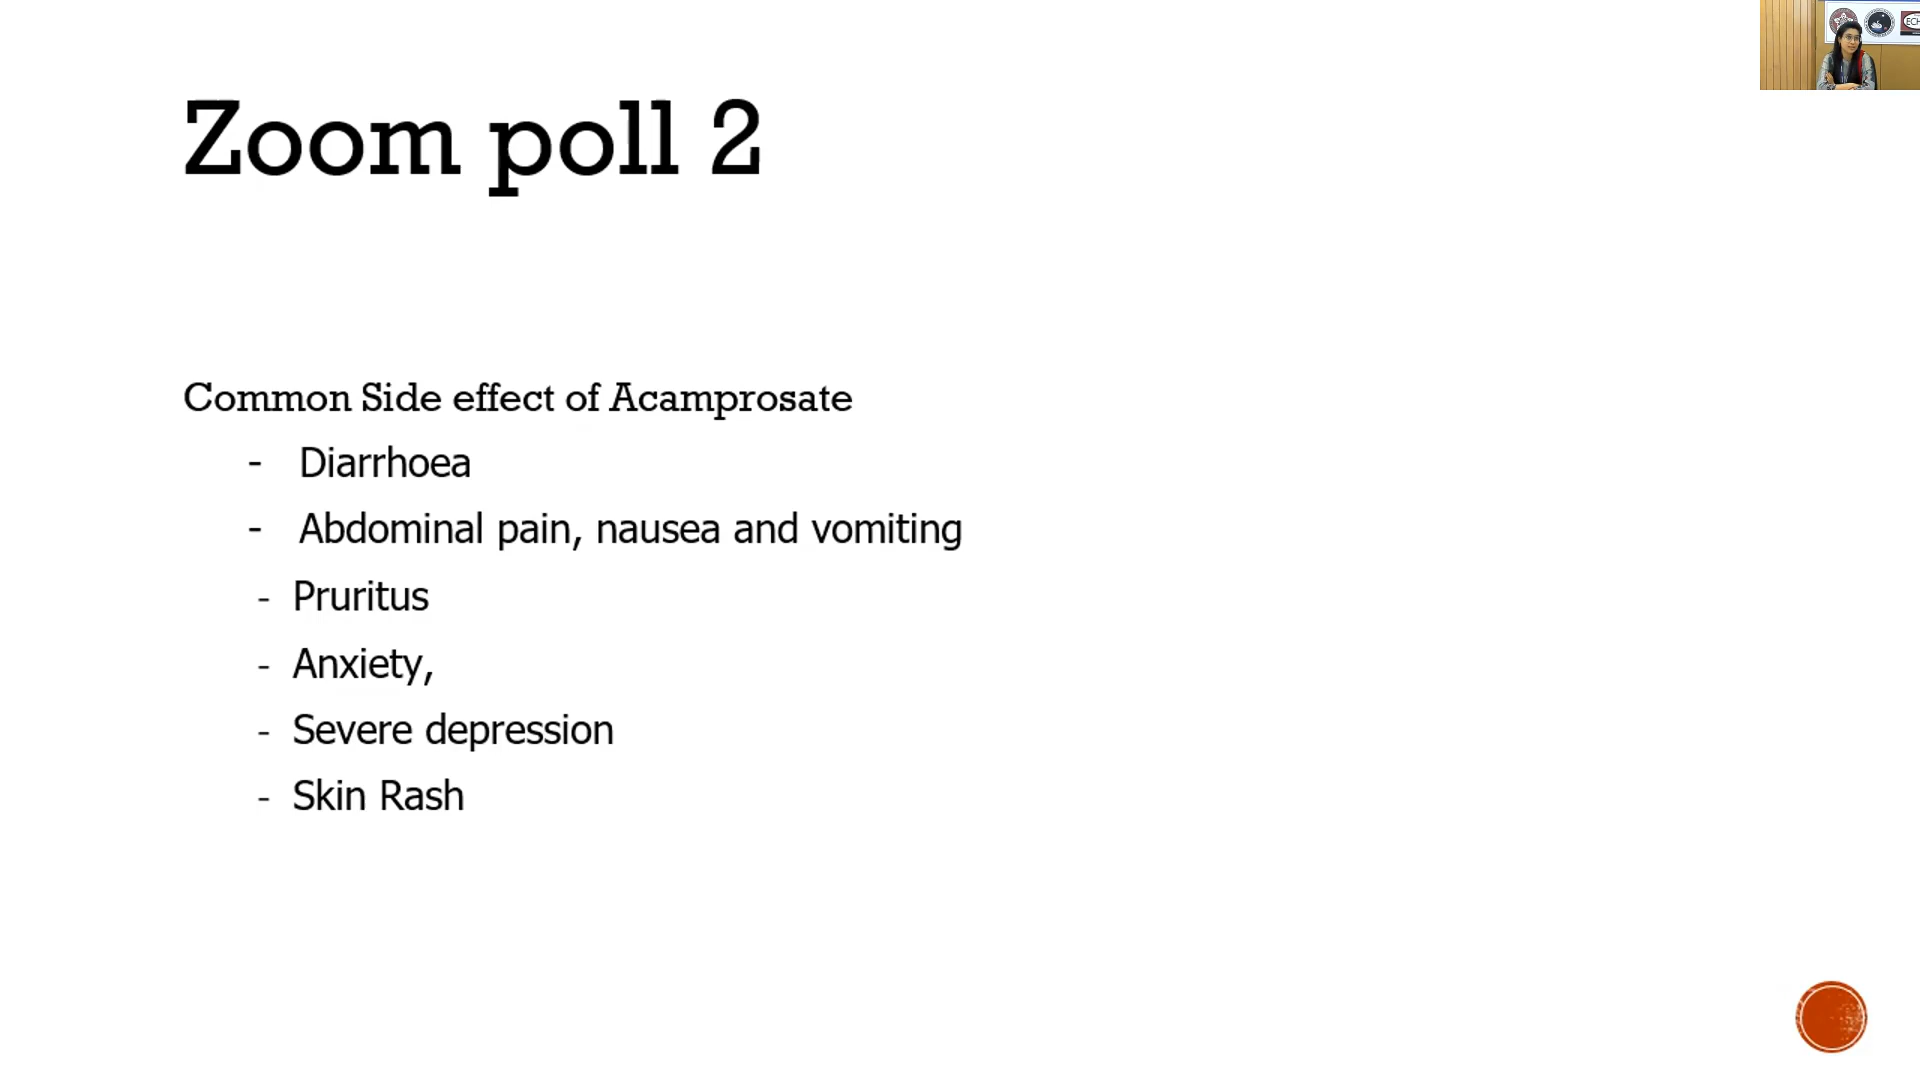 Zoom poll 2
Common Side effect of Acamprosate
- Diarrhoea
- Abdominal pain, nausea and vomiting
- Pruritus
- Anxiety,
- Severe depression
- Skin Rash